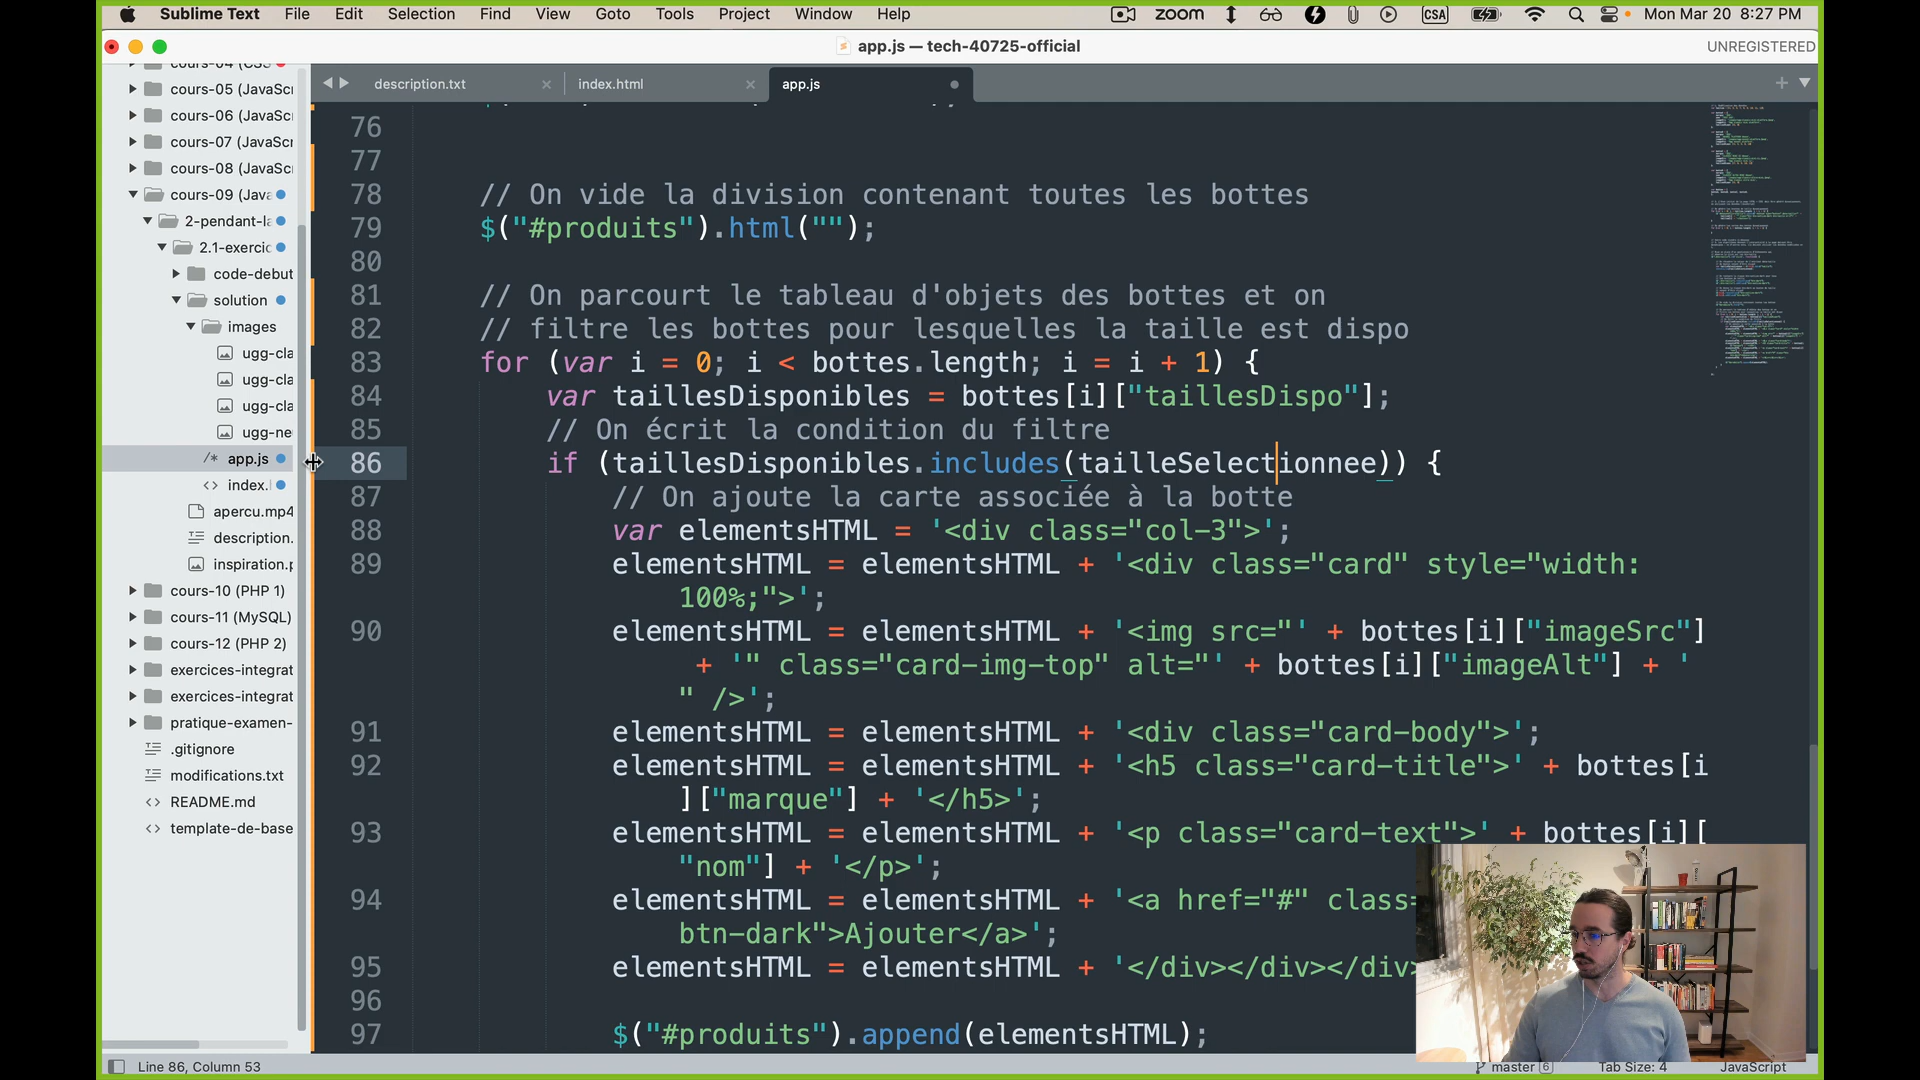 Sublime Text File Edit Selection Find View Goto Tools Project Window Help zoom CSA Mon Mar 20 8:27 PM
app.js — tech-40725-official UNREGISTERED
description.txt index.html app.js
cours-05 (JavaSc
cours-06 (JavaSc
cours-07 (JavaScr
cours-08 (JavaScr
cours-09 (Java
2-pendant-la
2.1-exercic
code-debut
solution
images
ugg-cla
ugg-cla
ugg-cla
ugg-ne
app.js
index.
apercu.mp4
description.
inspiration.p
cours-10 (PHP 1)
cours-11 (MySQL)
cours-12 (PHP 2)
exercices-integrat
exercices-integrat
pratique-examen-
.gitignore
modifications.txt
README.md
template-de-base
76
77
78 // On vide la division contenant toutes les bottes
79 $("#produits").html("");
80
81 // On parcourt le tableau d'objets des bottes et on
82 // filtre les bottes pour lesquelles la taille est dispo
83 for (var i = 0; i < bottes.length; i = i + 1) {
84 var taillesDisponibles = bottes[i]["taillesDispo"];
85 // On écrit la condition du filtre
86 if (taillesDisponibles.includes(tailleSelectionnee)) {
87 // On ajoute la carte associée à la botte
88 var elementsHTML = '<div class="col-3">';
89 elementsHTML = elementsHTML + '<div class="card" style="width:
100%;">';
90 elementsHTML = elementsHTML + '<img src="' + bottes[i]["imageSrc"]
+ '" class="card-img-top" alt="' + bottes[i]["imageAlt"] + '
" />';
91 elementsHTML = elementsHTML + '<div class="card-body">';
92 elementsHTML = elementsHTML + '<h5 class="card-title">' + bottes[i
]["marque"] + '</h5>';
93 elementsHTML = elementsHTML + '<p class="card-text">' + bottes[i][
"nom"] + '</p>';
94 elementsHTML = elementsHTML + '<a href="#" class=
btn-dark">Ajouter</a>';
95 elementsHTML = elementsHTML + '</div></div></div>
96
97 $("#produits").append(elementsHTML);
Line 86, Column 53 master 6 Tab Size: 4 JavaScript